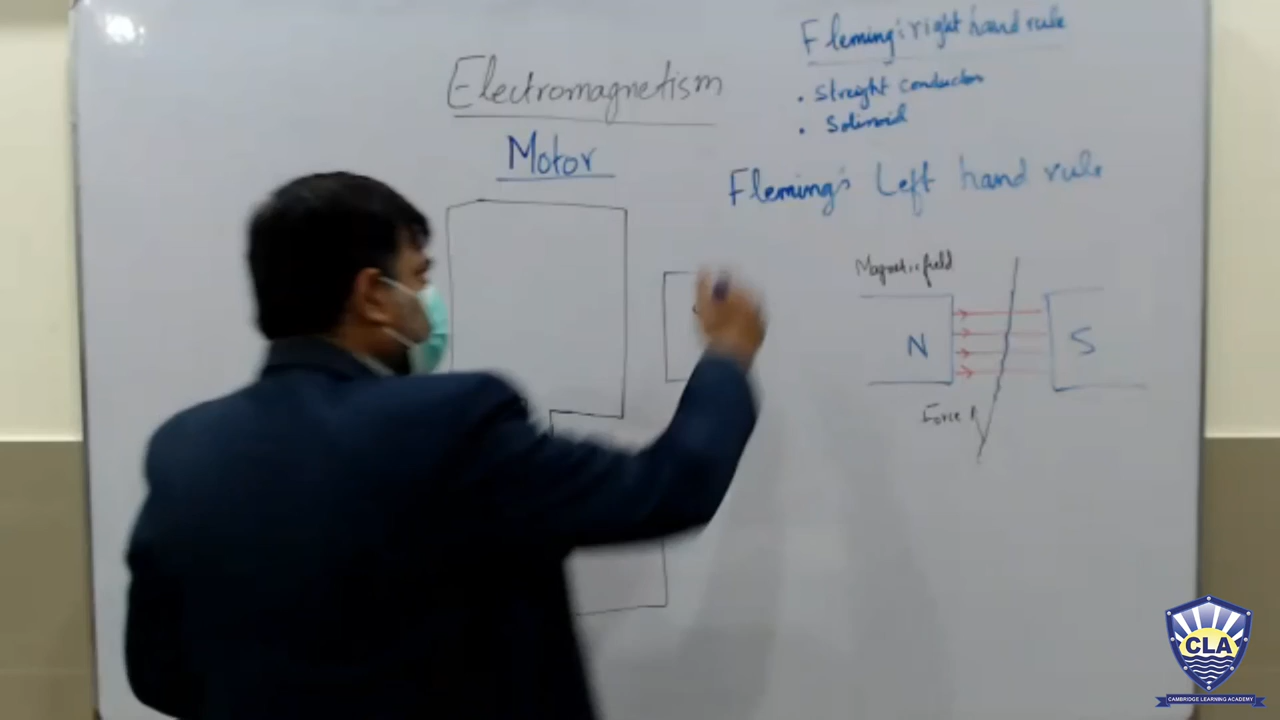 Electromagnetism
Motor
Fleming's right hand rule
• Straight conductor
• Solinoid
Fleming's Left hand rule
Magnetic field
N
S
Force
CLA
CAMBRIDGE LEARNING ACADEMY